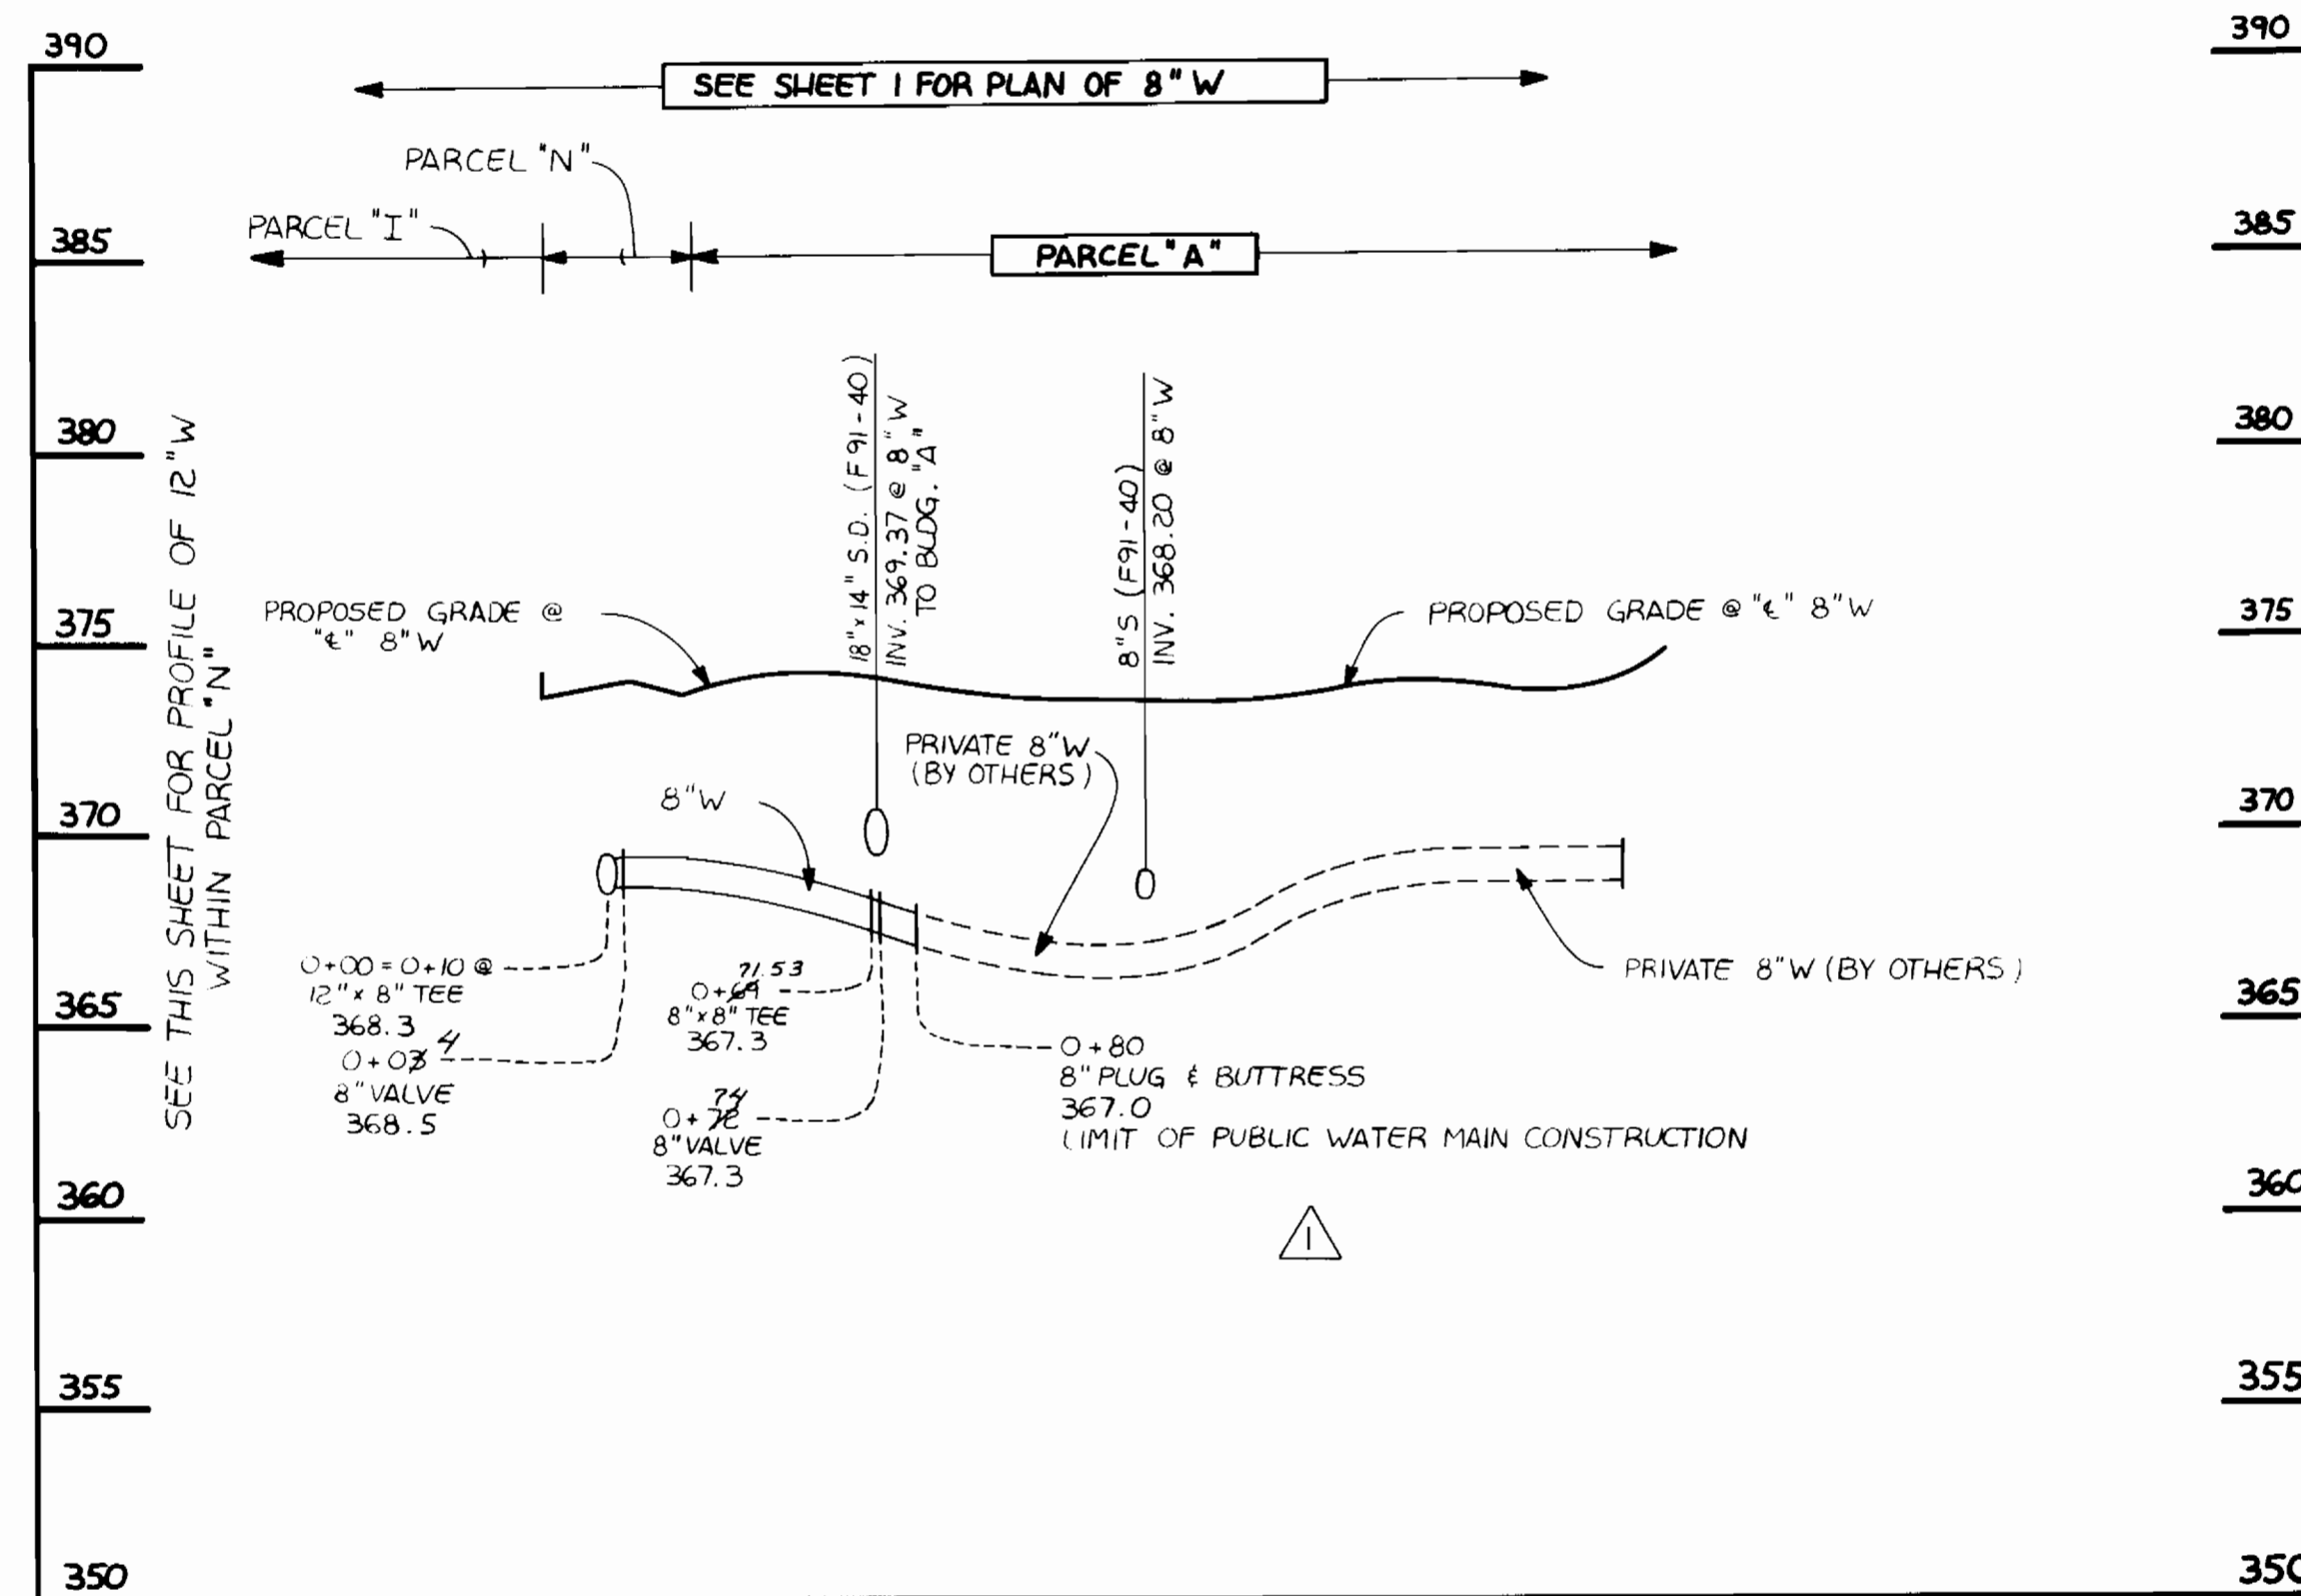 390
390
SEE SHEET 1 FOR PLAN OF 8" W
PARCEL "N"
PARCEL "I"
385
PARCEL "A"
385
380
380
SEE THIS SHEET FOR PROFILE OF 12"W
WITHIN PARCEL "N"
18"x14" S.D. (F91-40)
INV. 369.37 @ 8"W
TO BLDG. "A"
8"S (F91-40)
INV. 368.20 @ 8"W
375
375
PROPOSED GRADE @
"℄" 8"W
PROPOSED GRADE @ "℄" 8"W
PRIVATE 8"W
(BY OTHERS)
8"W
370
370
0+00 = 0+10 @
12" x 8" TEE
368.3
0+03 4
8" VALVE
368.5
71.53
0+69
8"x8" TEE
367.3
74
0+72
8" VALVE
367.3
PRIVATE 8"W (BY OTHERS)
365
365
0+80
8" PLUG & BUTTRESS
367.0
LIMIT OF PUBLIC WATER MAIN CONSTRUCTION
360
360
1
355
355
350
350